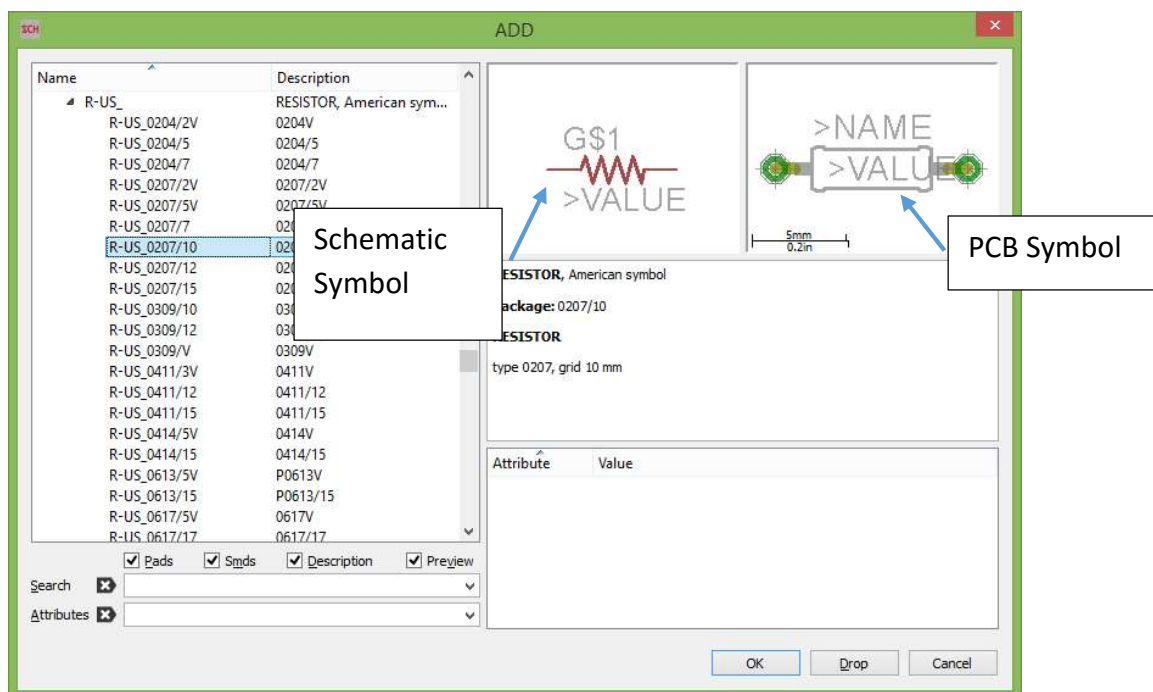 SCH ADD ×
Name Description
R-US_ RESISTOR, American sym...
R-US_0204/2V 0204V
R-US_0204/5 0204/5
R-US_0204/7 0204/7
R-US_0207/2V 0207/2V
R-US_0207/5V 0207/5V
R-US_0207/7
R-US_0207/10
R-US_0207/12
R-US_0207/15
R-US_0309/10
R-US_0309/12
R-US_0309/V 0309V
R-US_0411/3V 0411V
R-US_0411/12 0411/12
R-US_0411/15 0411/15
R-US_0414/5V 0414V
R-US_0414/15 0414/15
R-US_0613/5V P0613V
R-US_0613/15 P0613/15
R-US_0617/5V 0617V
R-US_0617/17 0617/17
Pads Smds Description Preview
Search
Attributes
G$1
>VALUE
Schematic
Symbol
>NAME
>VALUE
5mm
0.2in
PCB Symbol
RESISTOR, American symbol
Package: 0207/10
RESISTOR
type 0207, grid 10 mm
Attribute Value
OK Drop Cancel